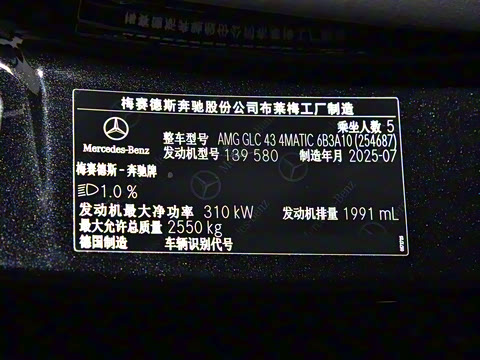 梅赛德斯奔驰股份公司布莱梅工厂制造
乘坐人数 5
Mercedes-Benz
整车型号 AMG GLC 43 4MATIC 6B3A10 (254687)
发动机型号 139 580 制造年月 2025-07
梅赛德斯-奔驰牌
1.0 %
发动机最大净功率 310 kW 发动机排量 1991 mL
最大允许总质量 2550 kg
德国制造 车辆识别代号